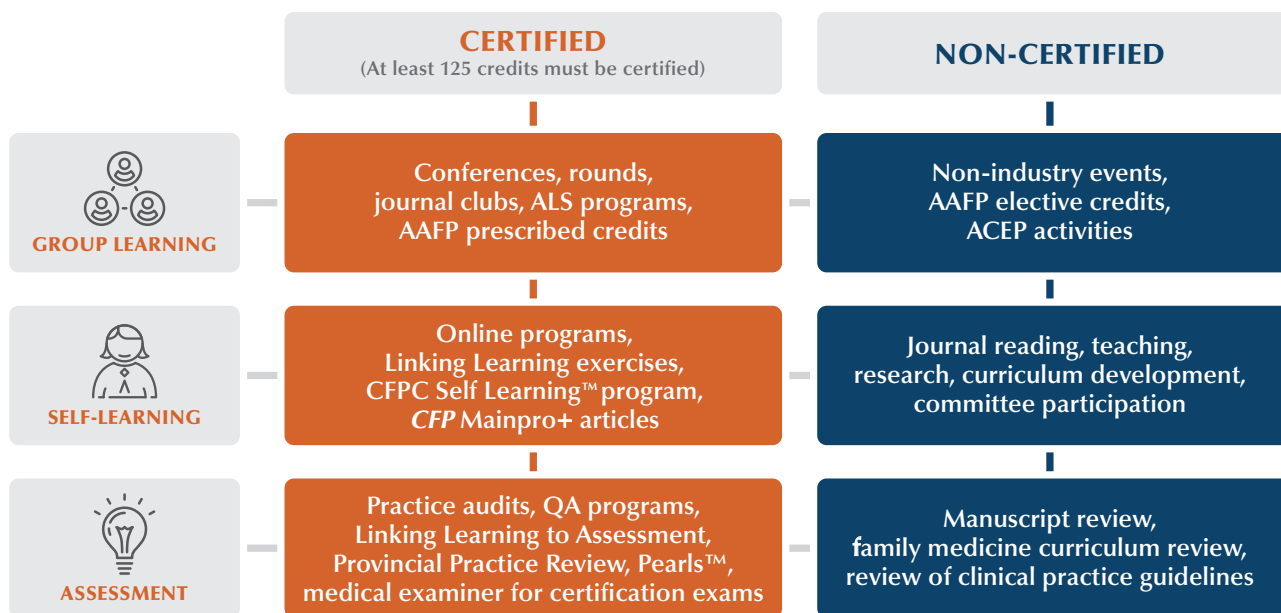 CERTIFIED
(At least 125 credits must be certified)
NON-CERTIFIED
GROUP LEARNING
Conferences, rounds,
journal clubs, ALS programs,
AAFP prescribed credits
Non-industry events,
AAFP elective credits,
ACEP activities
SELF-LEARNING
Online programs,
Linking Learning exercises,
CFPC Self Learning™ program,
CFP Mainpro+ articles
Journal reading, teaching,
research, curriculum development,
committee participation
ASSESSMENT
Practice audits, QA programs,
Linking Learning to Assessment,
Provincial Practice Review, Pearls™,
medical examiner for certification exams
Manuscript review,
family medicine curriculum review,
review of clinical practice guidelines